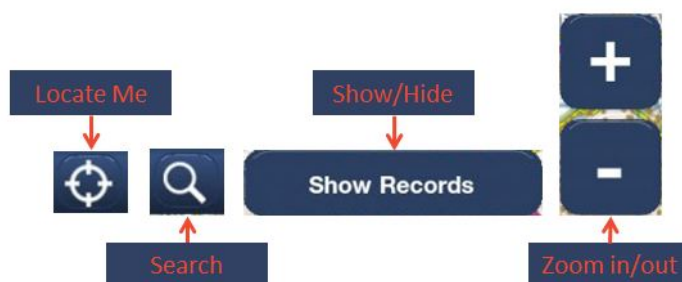 Locate Me
Show/Hide
+
Show Records
-
Search
Zoom in/out